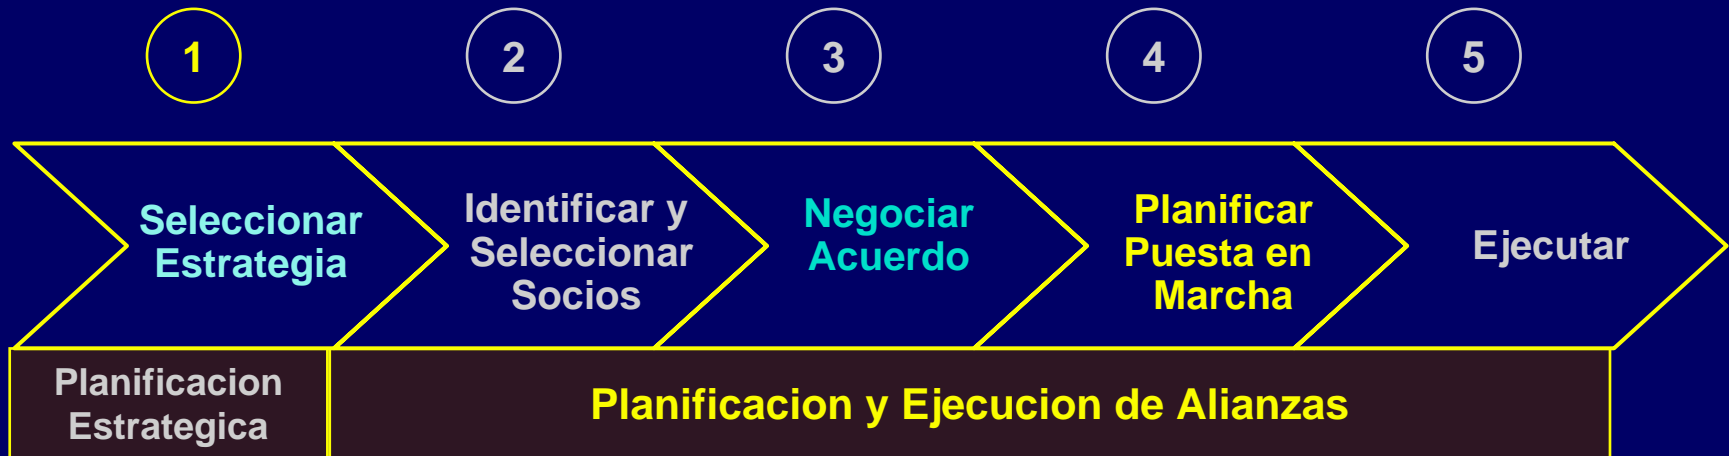 1
2
3
4
5
Seleccionar
Estrategia
Identificar y
Seleccionar
Socios
Negociar
Acuerdo
Planificar
Puesta en
Marcha
Ejecutar
Planificacion
Estrategica
Planificacion y Ejecucion de Alianzas